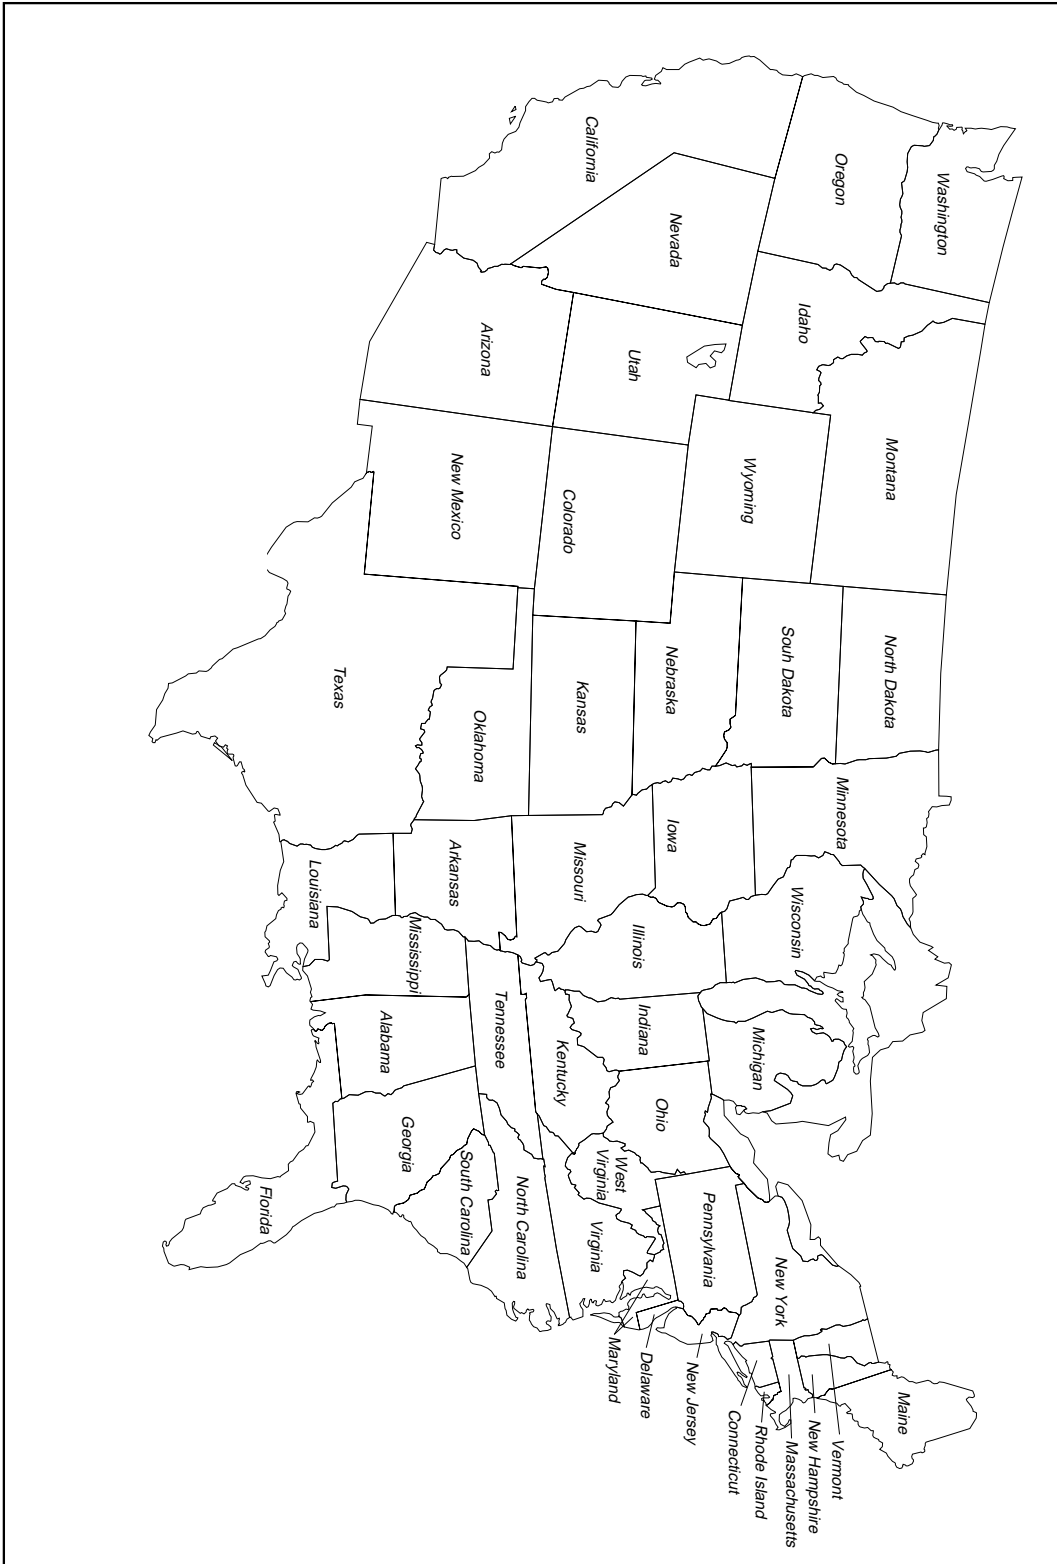 Washington
Oregon
California
Nevada
Idaho
Utah
Arizona
Montana
Wyoming
Colorado
New Mexico
North Dakota
Souh Dakota
Nebraska
Kansas
Oklahoma
Texas
Minnesota
Iowa
Missouri
Arkansas
Louisiana
Wisconsin
Illinois
Mississippi
Michigan
Indiana
Kentucky
Tennessee
Alabama
Ohio
Georgia
Florida
West
Virginia
Virginia
North Carolina
South Carolina
Pennsylvania
New York
Maryland
Delaware
New Jersey
Connecticut
Rhode Island
Massachusetts
New Hampshire
Vermont
Maine